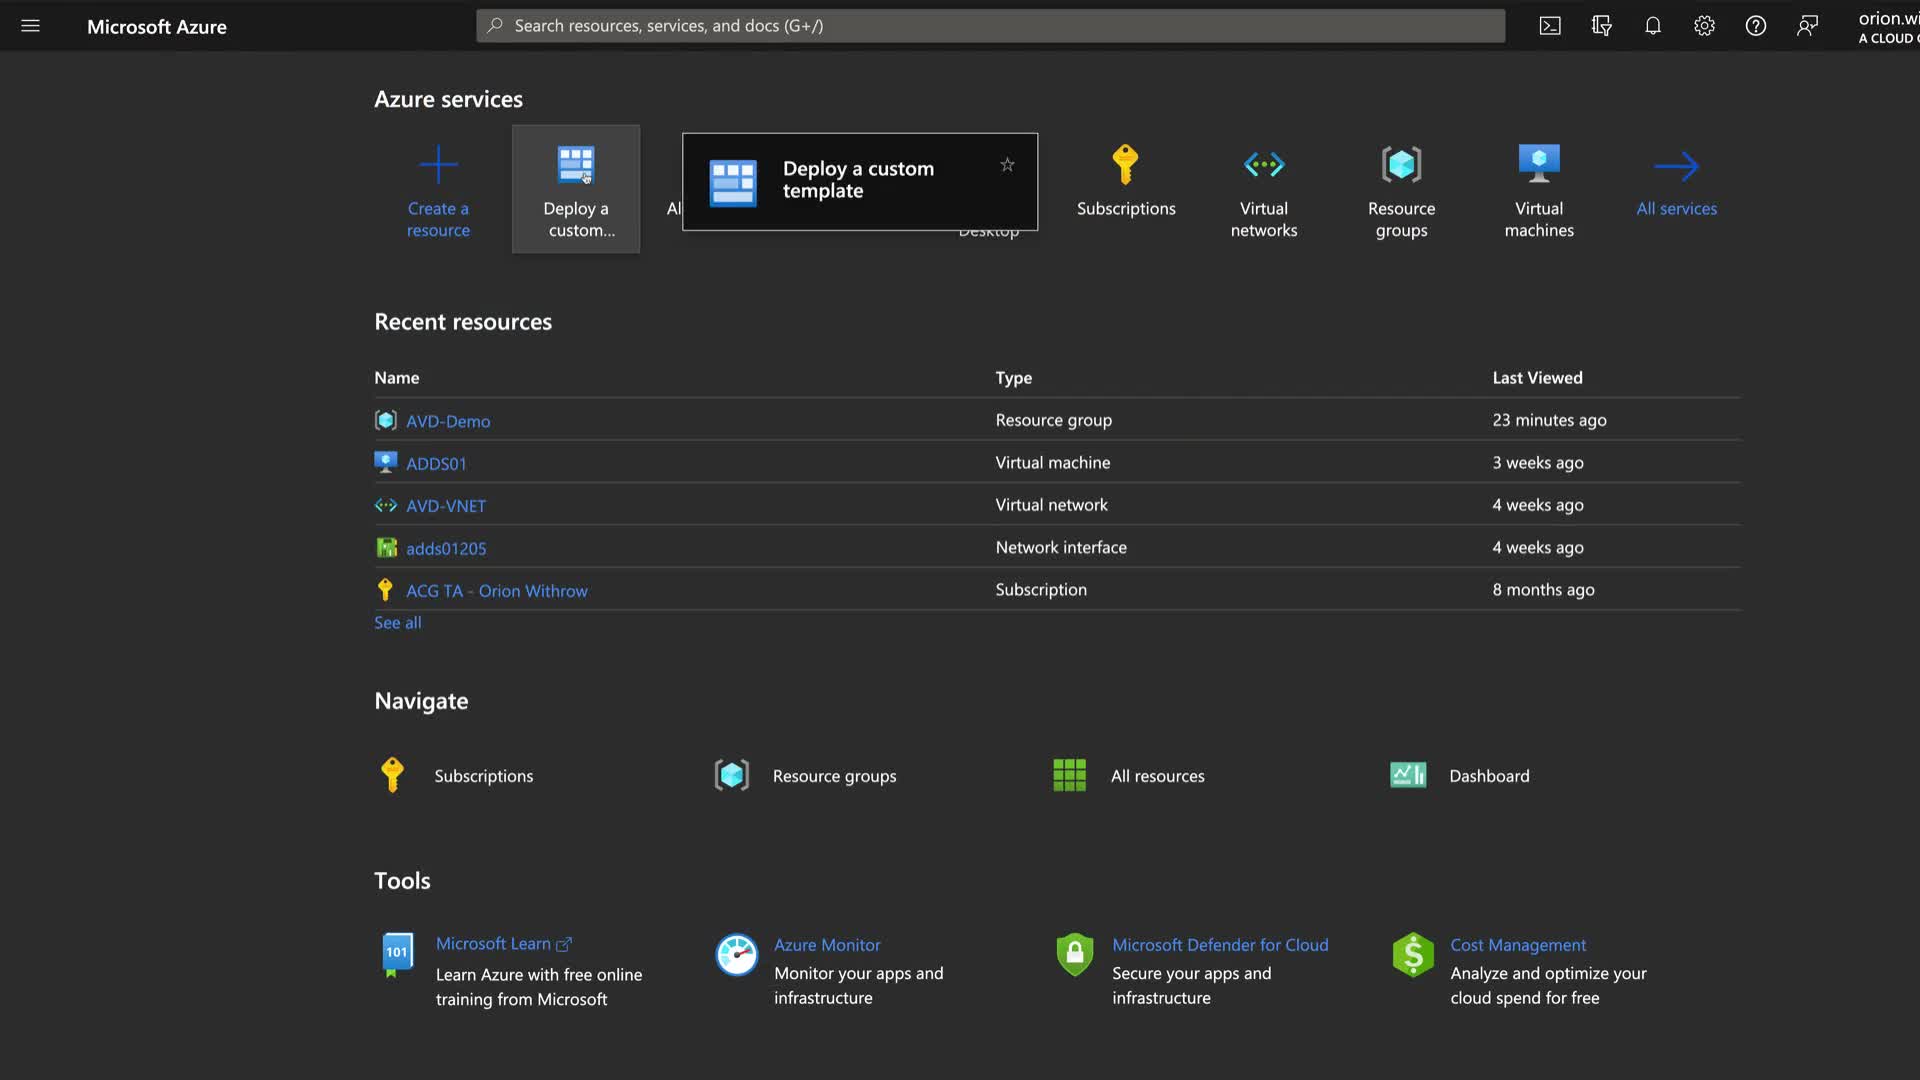 Microsoft Azure
Search resources, services, and docs (G+/)
orion.wi
A CLOUD
Azure services
Create a
resource
Deploy a
custom...
Al
Deploy a custom
template
Desktop
Subscriptions
Virtual
networks
Resource
groups
Virtual
machines
All services
Recent resources
Name Type Last Viewed
AVD-Demo Resource group 23 minutes ago
ADDS01 Virtual machine 3 weeks ago
AVD-VNET Virtual network 4 weeks ago
adds01205 Network interface 4 weeks ago
ACG TA - Orion Withrow Subscription 8 months ago
See all
Navigate
Subscriptions
Resource groups
All resources
Dashboard
Tools
101
Microsoft Learn
Learn Azure with free online
training from Microsoft
Azure Monitor
Monitor your apps and
infrastructure
Microsoft Defender for Cloud
Secure your apps and
infrastructure
Cost Management
Analyze and optimize your
cloud spend for free